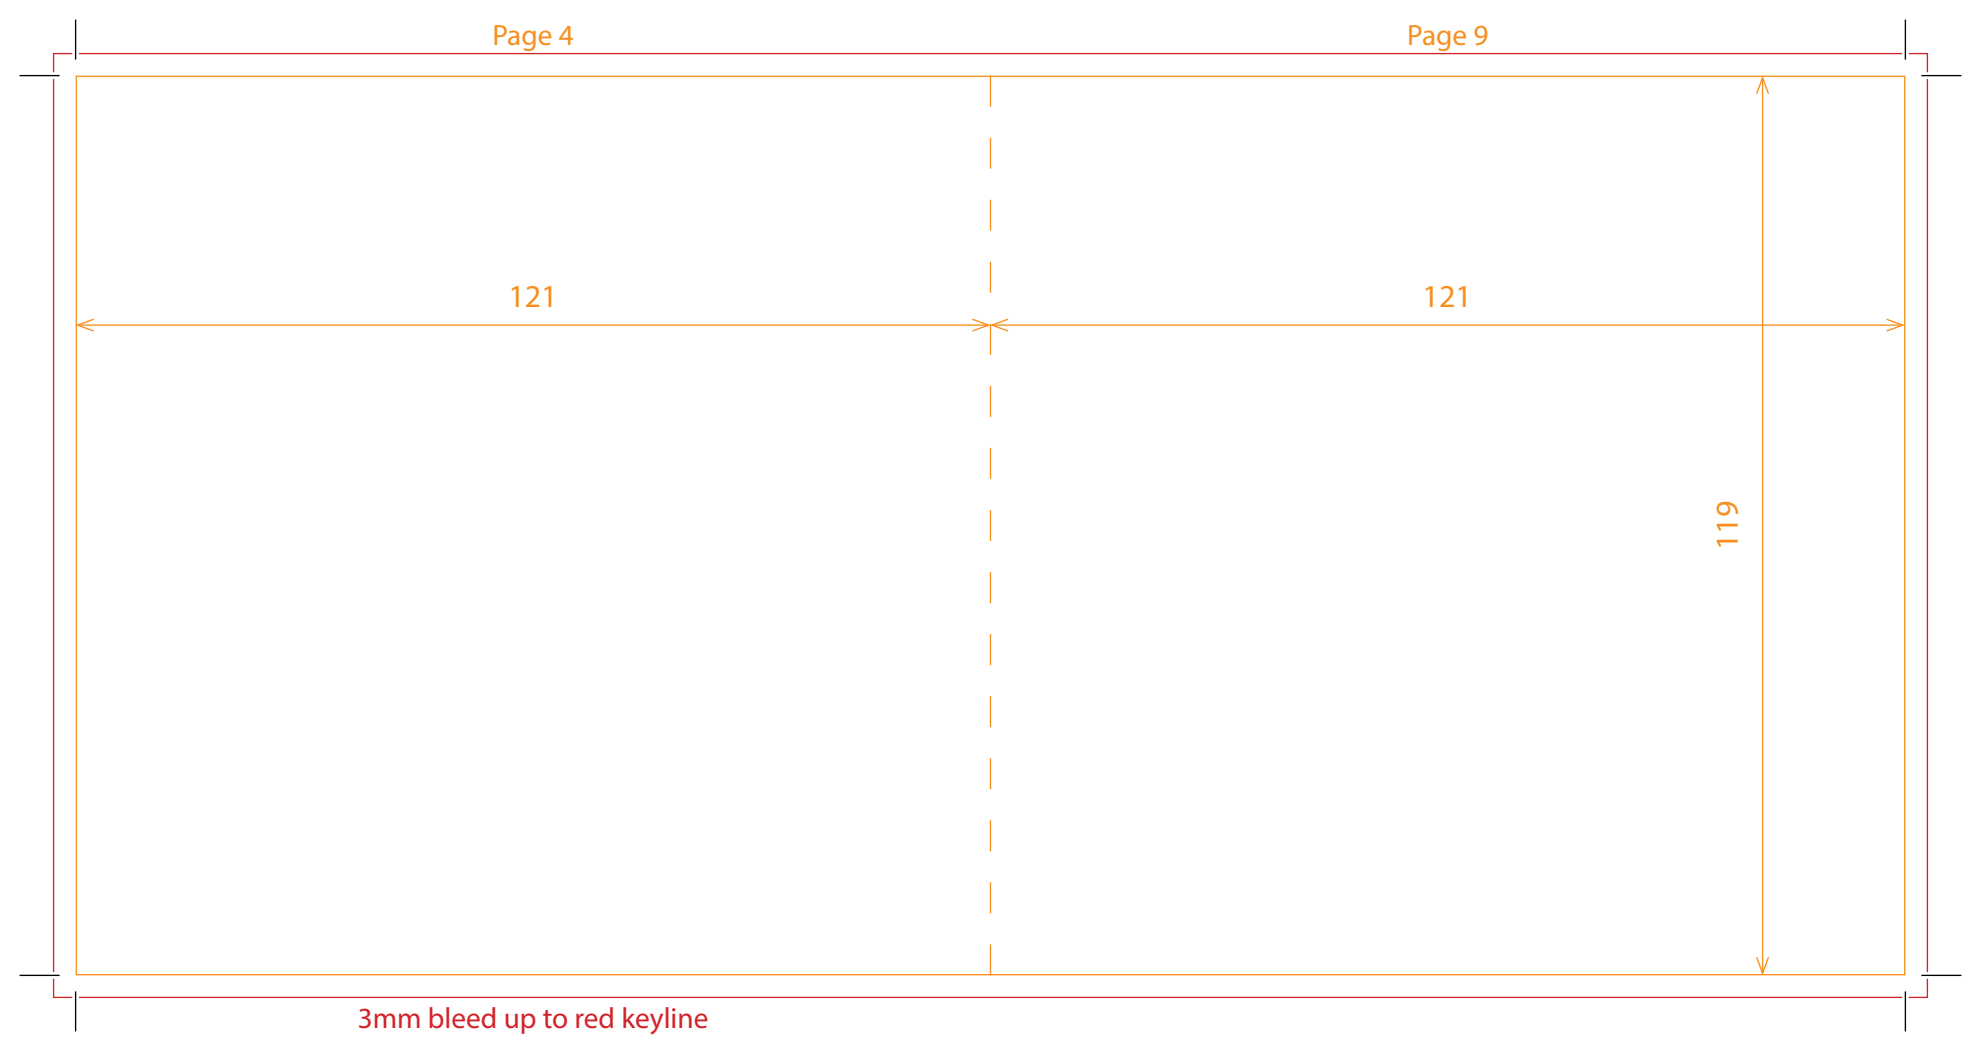 Page 4
Page 9
121
121
119
3mm bleed up to red keyline